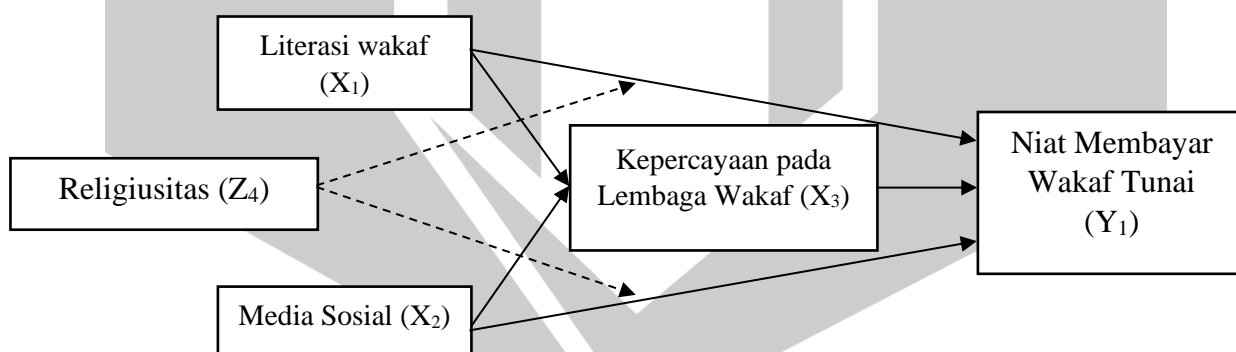 Literasi wakaf
(X₁)
Religiusitas (Z₄)
Media Sosial (X₂)
Kepercayaan pada
Lembaga Wakaf (X₃)
Niat Membayar
Wakaf Tunai
(Y₁)